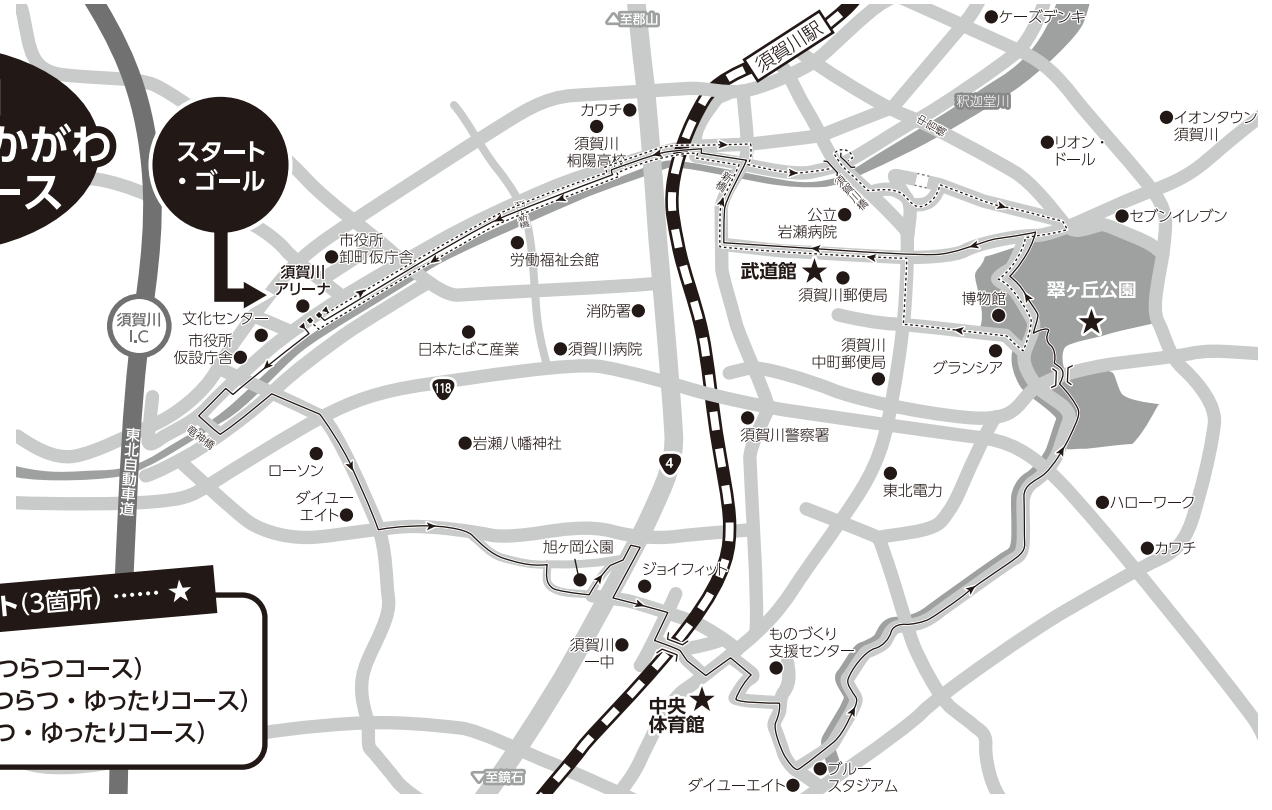 かがわ
ース
スタート
・ゴール
△至郡山
須賀川駅
ケーズデンキ
釈迦堂川
中宿橋
イオンタウン
須賀川
リオン・
ドール
カワチ
須賀川
桐陽高校
公立
岩瀬病院
セブンイレブン
市役所
卸町仮庁舎
労働福祉会館
須賀川
アリーナ
武道館
須賀川郵便局
博物館
翠ヶ丘公園
文化センター
市役所
仮設庁舎
須賀川
I.C
消防署
日本たばこ産業
須賀川病院
須賀川
中町郵便局
グランシア
118
須賀川警察署
竜神橋
東北自動車道
岩瀬八幡神社
4
ローソン
東北電力
ダイユー
エイト
ハローワーク
カワチ
旭ヶ岡公園
ジョイフィット
ト(3箇所) …… ★
須賀川
一中
ものづくり
支援センター
つらつコース)
つらつ・ゆったりコース)
つ・ゆったりコース)
中央
体育館
▽至鏡石
ダイユーエイト
ブルー
スタジアム